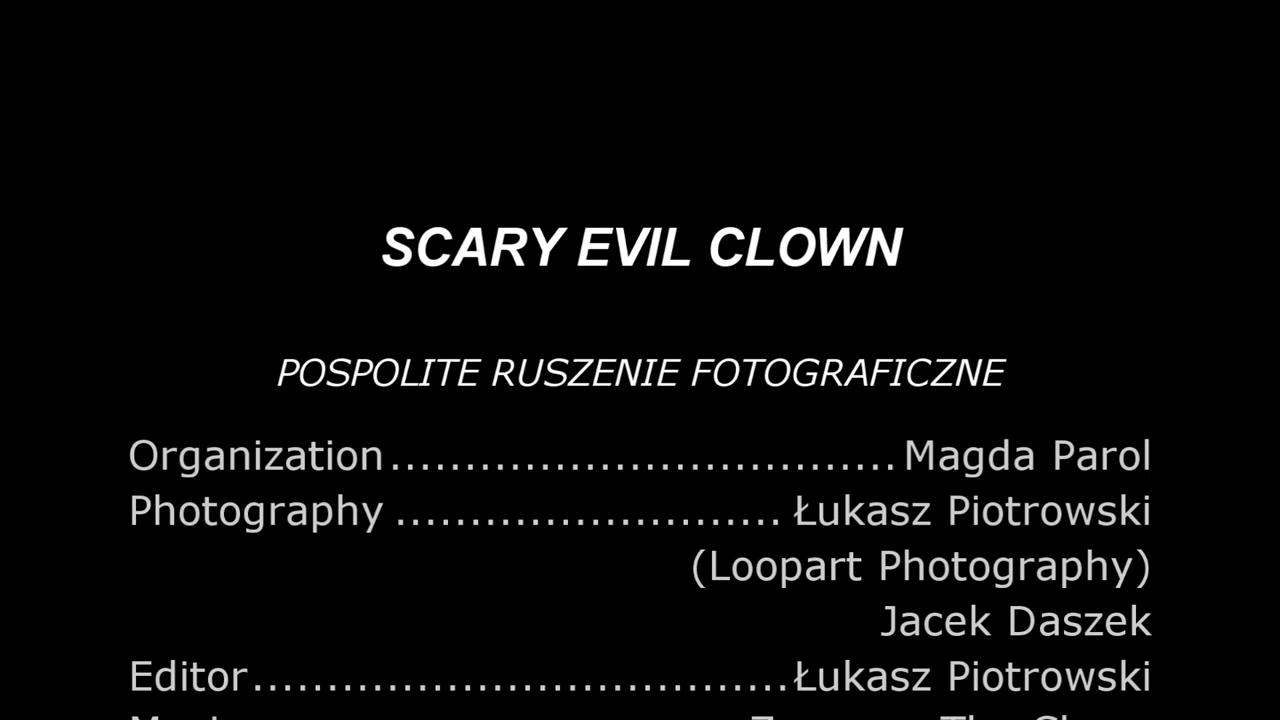 SCARY EVIL CLOWN
POSPOLITE RUSZENIE FOTOGRAFICZNE
Organization..................................Magda Parol
Photography..........................Łukasz Piotrowski
(Loopart Photography)
Jacek Daszek
Editor....................................Łukasz Piotrowski